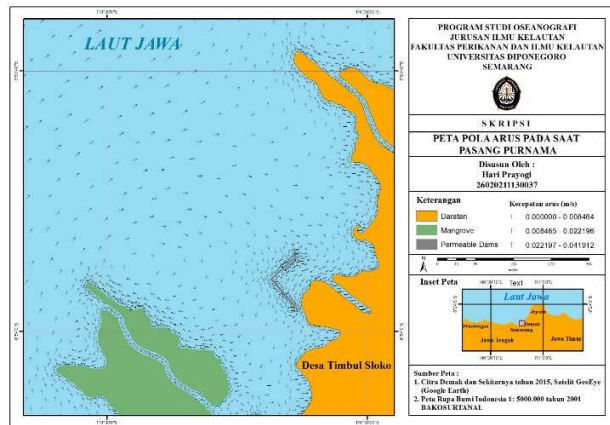 LAUT JAWA
Desa Timbul Sloko
PROGRAM STUDI OSEANOGRAFI
JURUSAN ILMU KELAUTAN
FAKULTAS PERIKANAN DAN ILMU KELAUTAN
UNIVERSITAS DIPONEGORO
SEMARANG
SKRIPSI
PETA POLA ARUS PADA SAAT
PASANG PURNAMA
Disusun Oleh :
Hari Prayogi
26020211130037
Keterangan
Kecepatan arus (m/s)
Daratan
0.000000 - 0.008464
Mangrove
0.008465 - 0.022196
Permeable Dams
0.022197 - 0.041912
N
Inset Peta
Text
Laut Jawa
Jepara
Demak
Semarang
Jawa Tengah
Jawa Timur
Sumber Peta :
1. Citra Demak dan Sekitarnya tahun 2015, Satelit GeoEye
(Google Earth)
2. Peta Rupa Bumi Indonesia 1: 5000.000 tahun 2001
BAKOSURTANAL